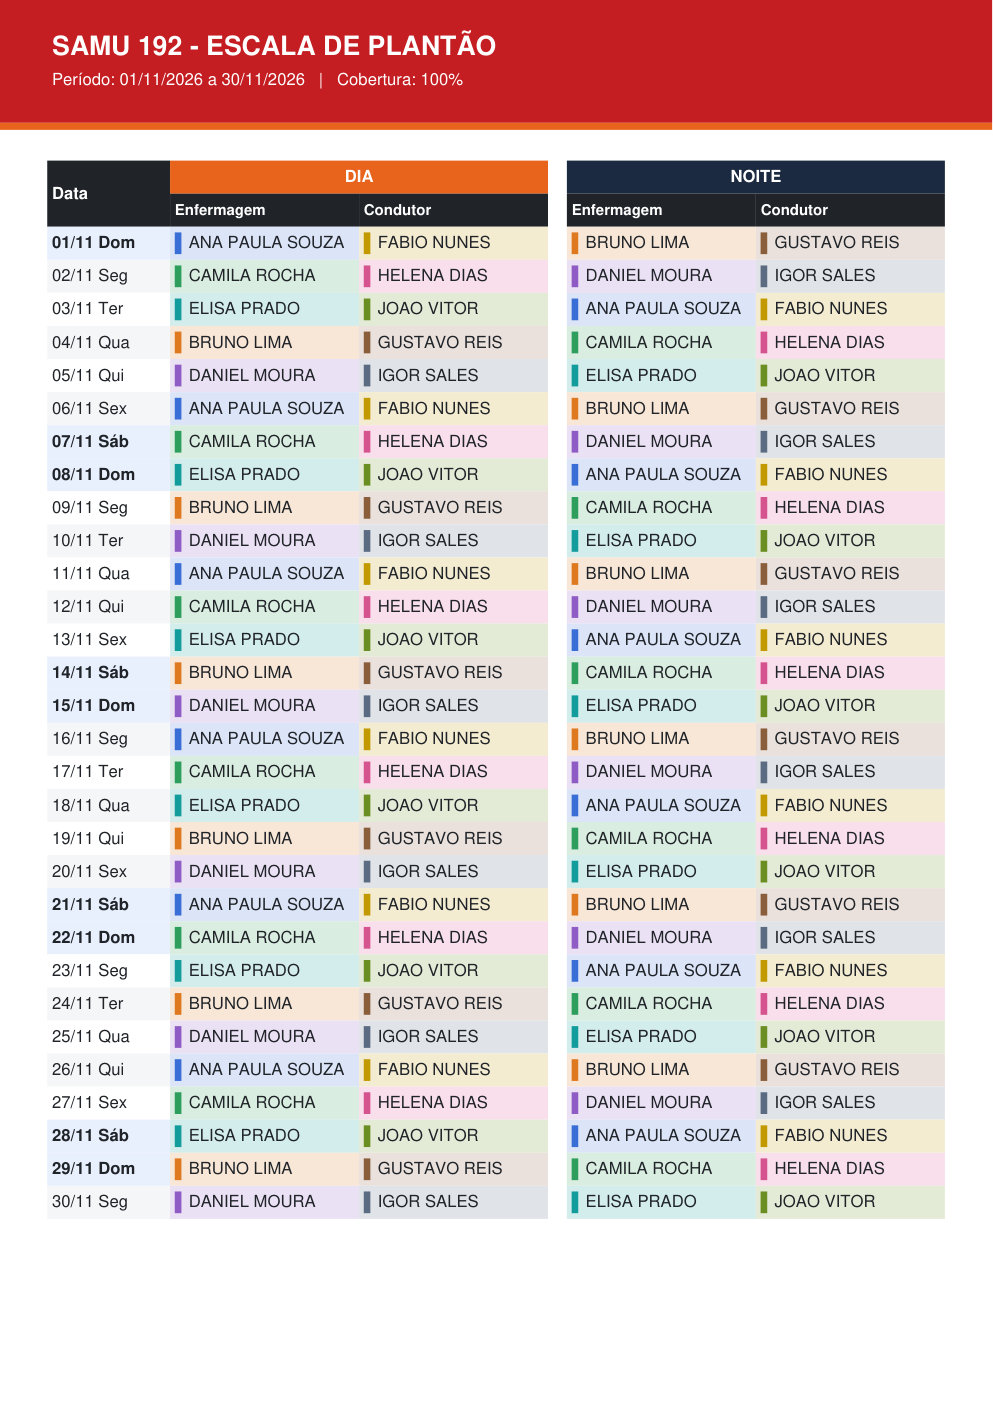 SAMU 192 - ESCALA DE PLANTÃO
Período: 01/11/2026 a 30/11/2026 | Cobertura: 100%
Data DIA NOITE
Enfermagem Condutor Enfermagem Condutor
01/11 Dom ANA PAULA SOUZA FABIO NUNES BRUNO LIMA GUSTAVO REIS
02/11 Seg CAMILA ROCHA HELENA DIAS DANIEL MOURA IGOR SALES
03/11 Ter ELISA PRADO JOAO VITOR ANA PAULA SOUZA FABIO NUNES
04/11 Qua BRUNO LIMA GUSTAVO REIS CAMILA ROCHA HELENA DIAS
05/11 Qui DANIEL MOURA IGOR SALES ELISA PRADO JOAO VITOR
06/11 Sex ANA PAULA SOUZA FABIO NUNES BRUNO LIMA GUSTAVO REIS
07/11 Sáb CAMILA ROCHA HELENA DIAS DANIEL MOURA IGOR SALES
08/11 Dom ELISA PRADO JOAO VITOR ANA PAULA SOUZA FABIO NUNES
09/11 Seg BRUNO LIMA GUSTAVO REIS CAMILA ROCHA HELENA DIAS
10/11 Ter DANIEL MOURA IGOR SALES ELISA PRADO JOAO VITOR
11/11 Qua ANA PAULA SOUZA FABIO NUNES BRUNO LIMA GUSTAVO REIS
12/11 Qui CAMILA ROCHA HELENA DIAS DANIEL MOURA IGOR SALES
13/11 Sex ELISA PRADO JOAO VITOR ANA PAULA SOUZA FABIO NUNES
14/11 Sáb BRUNO LIMA GUSTAVO REIS CAMILA ROCHA HELENA DIAS
15/11 Dom DANIEL MOURA IGOR SALES ELISA PRADO JOAO VITOR
16/11 Seg ANA PAULA SOUZA FABIO NUNES BRUNO LIMA GUSTAVO REIS
17/11 Ter CAMILA ROCHA HELENA DIAS DANIEL MOURA IGOR SALES
18/11 Qua ELISA PRADO JOAO VITOR ANA PAULA SOUZA FABIO NUNES
19/11 Qui BRUNO LIMA GUSTAVO REIS CAMILA ROCHA HELENA DIAS
20/11 Sex DANIEL MOURA IGOR SALES ELISA PRADO JOAO VITOR
21/11 Sáb ANA PAULA SOUZA FABIO NUNES BRUNO LIMA GUSTAVO REIS
22/11 Dom CAMILA ROCHA HELENA DIAS DANIEL MOURA IGOR SALES
23/11 Seg ELISA PRADO JOAO VITOR ANA PAULA SOUZA FABIO NUNES
24/11 Ter BRUNO LIMA GUSTAVO REIS CAMILA ROCHA HELENA DIAS
25/11 Qua DANIEL MOURA IGOR SALES ELISA PRADO JOAO VITOR
26/11 Qui ANA PAULA SOUZA FABIO NUNES BRUNO LIMA GUSTAVO REIS
27/11 Sex CAMILA ROCHA HELENA DIAS DANIEL MOURA IGOR SALES
28/11 Sáb ELISA PRADO JOAO VITOR ANA PAULA SOUZA FABIO NUNES
29/11 Dom BRUNO LIMA GUSTAVO REIS CAMILA ROCHA HELENA DIAS
30/11 Seg DANIEL MOURA IGOR SALES ELISA PRADO JOAO VITOR